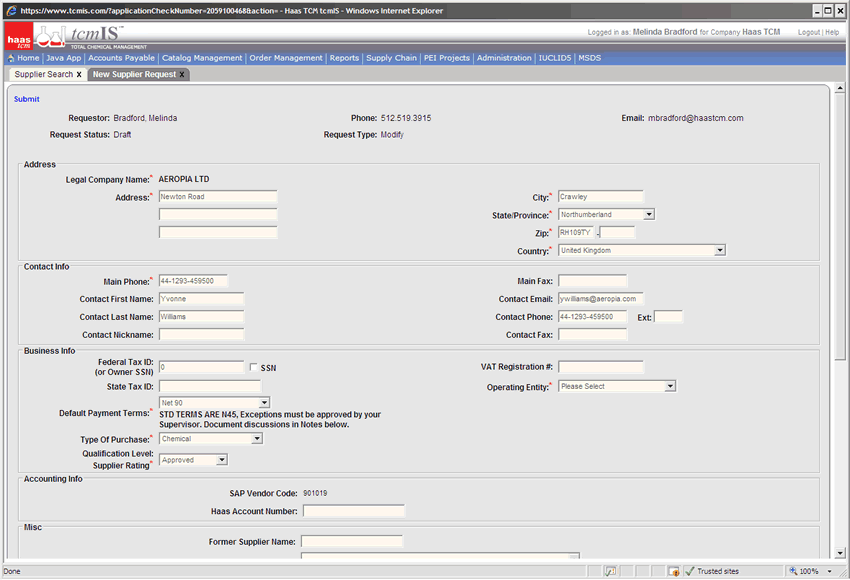 https://www.tcmis.com/?applicationCheckNumber=2059100468&action= - Haas TCM tcmIS - Windows Internet Explorer
haas tcm tcmIS™
TOTAL CHEMICAL MANAGEMENT
Logged in as: Melinda Bradford for Company Haas TCM Logout | Help
Home | Java App | Accounts Payable | Catalog Management | Order Management | Reports | Supply Chain | PEI Projects | Administration | IUCLID5 | MSDS
Supplier Search x New Supplier Request x
Submit
Requestor: Bradford, Melinda Phone: 512.519.3915 Email: mbradford@haastcm.com
Request Status: Draft Request Type: Modify
Address
Legal Company Name:* AEROPIA LTD
Address:* Newton Road City:* Crawley
State/Province:* Northumberland
Zip:* RH109TY -
Country:* United Kingdom
Contact Info
Main Phone:* 44-1293-459500 Main Fax:
Contact First Name: Yvonne Contact Email: ywilliams@aeropia.com
Contact Last Name: Williams Contact Phone: 44-1293-459500 Ext:
Contact Nickname: Contact Fax:
Business Info
Federal Tax ID: 0 SSN VAT Registration #:
(or Owner SSN)
State Tax ID: Operating Entity:* Please Select
Net 90
Default Payment Terms:* STD TERMS ARE N45, Exceptions must be approved by your
Supervisor. Document discussions in Notes below.
Type Of Purchase:* Chemical
Qualification Level: Approved
Supplier Rating*
Accounting Info
SAP Vendor Code: 901019
Haas Account Number:
Misc
Former Supplier Name:
Done Trusted sites 100%